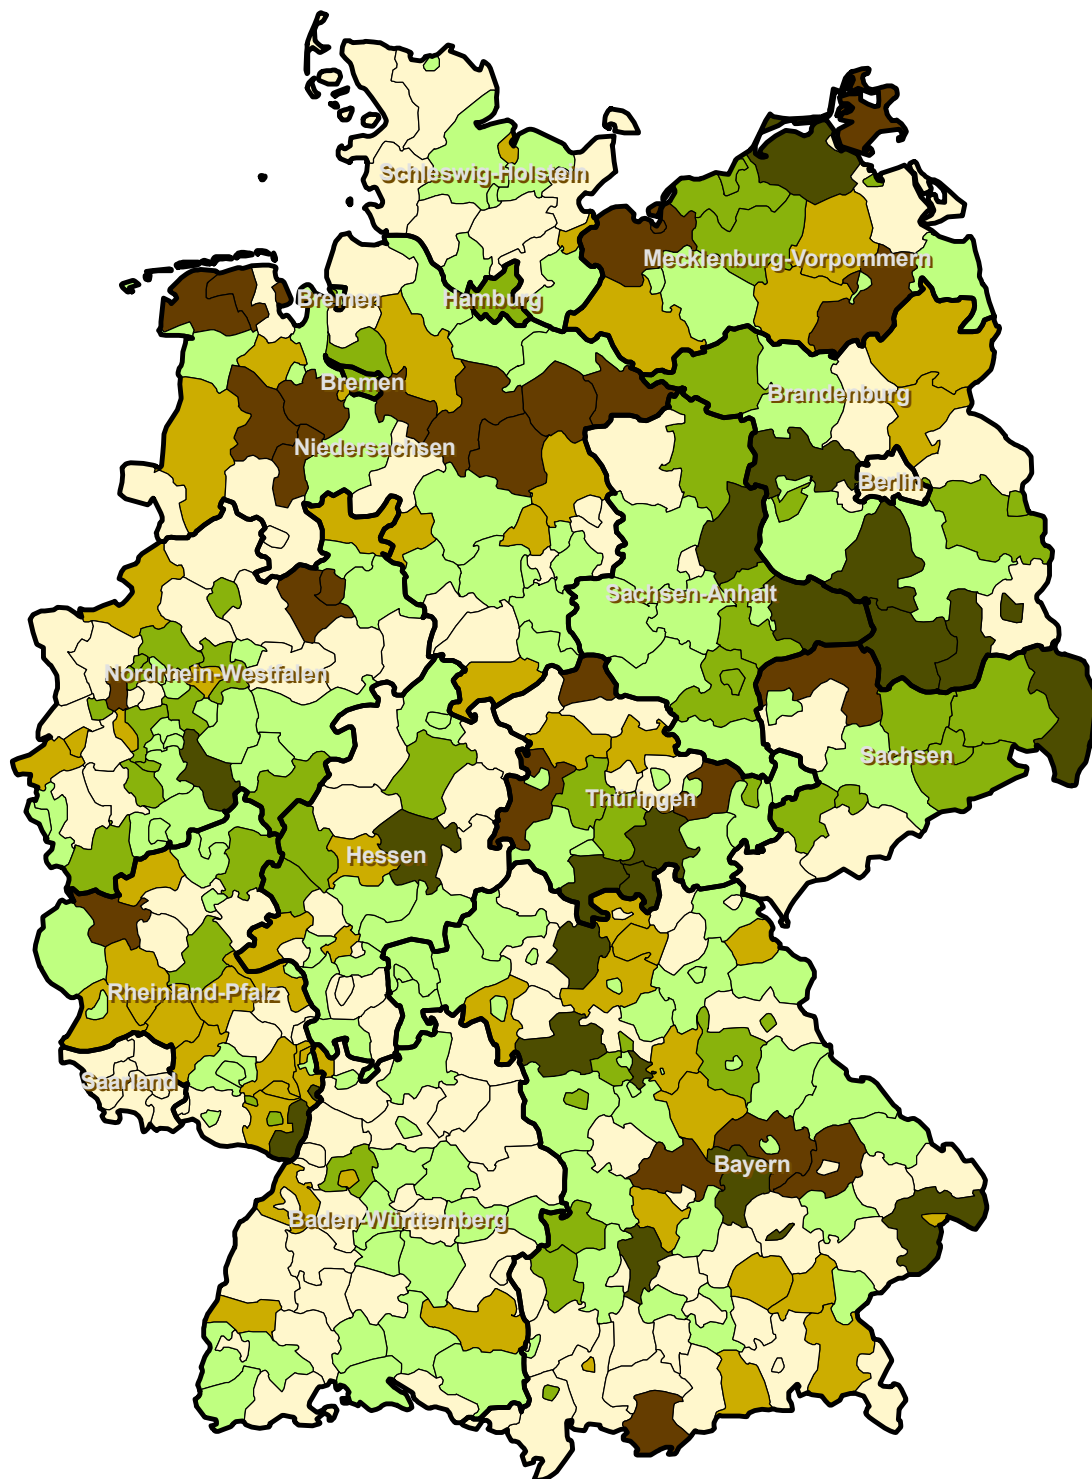 Schleswig-Holstein
Mecklenburg-Vorpommern
Bremen
Hamburg
Bremen
Brandenburg
Niedersachsen
Berlin
Sachsen-Anhalt
Nordrhein-Westfalen
Sachsen
Thüringen
Hessen
Rheinland-Pfalz
Saarland
Bayern
Baden-Württemberg